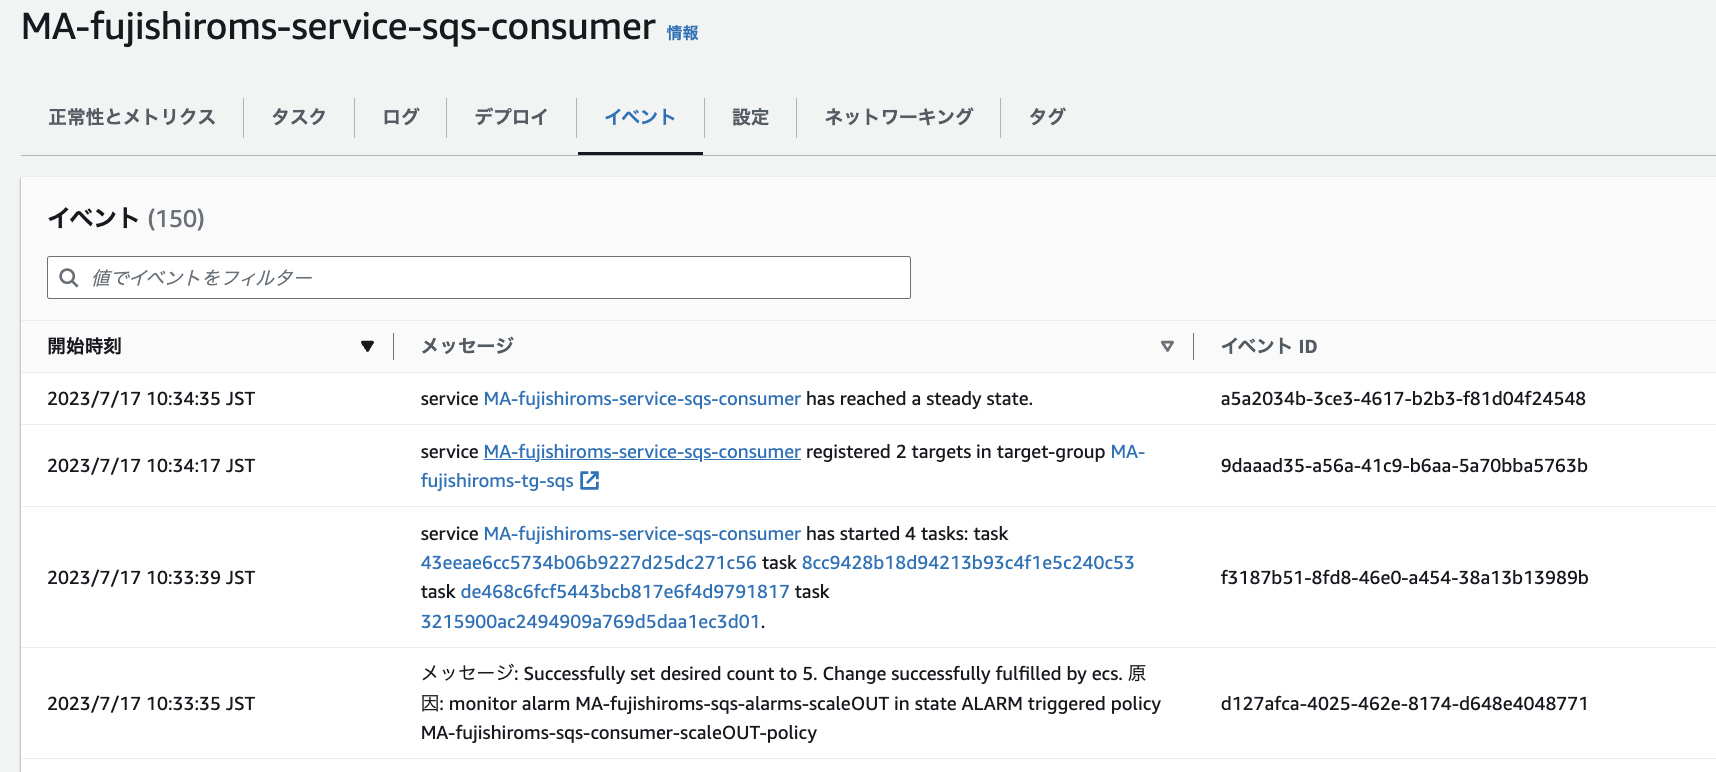 MA-fujishiroms-service-sqs-consumer 情報
正常性とメトリクス タスク ログ デプロイ イベント 設定 ネットワーキング タグ
イベント (150)
値でイベントをフィルター
開始時刻 メッセージ イベント ID
2023/7/17 10:34:35 JST service MA-fujishiroms-service-sqs-consumer has reached a steady state. a5a2034b-3ce3-4617-b2b3-f81d04f24548
service MA-fujishiroms-service-sqs-consumer registered 2 targets in target-group MA-
2023/7/17 10:34:17 JST 9daaad35-a56a-41c9-b6aa-5a70bba5763b
fujishiroms-tg-sqs
service MA-fujishiroms-service-sqs-consumer has started 4 tasks: task
43eeae6cc5734b06b9227d25dc271c56 task 8cc9428b18d94213b93c4f1e5c240c53
2023/7/17 10:33:39 JST f3187b51-8fd8-46e0-a454-38a13b13989b
task de468c6fcf5443bcb817e6f4d9791817 task
3215900ac2494909a769d5daa1ec3d01.
メッセージ: Successfully set desired count to 5. Change successfully fulfilled by ecs. 原
2023/7/17 10:33:35 JST 因: monitor alarm MA-fujishiroms-sqs-alarms-scaleOUT in state ALARM triggered policy d127afca-4025-462e-8174-d648e4048771
MA-fujishiroms-sqs-consumer-scaleOUT-policy